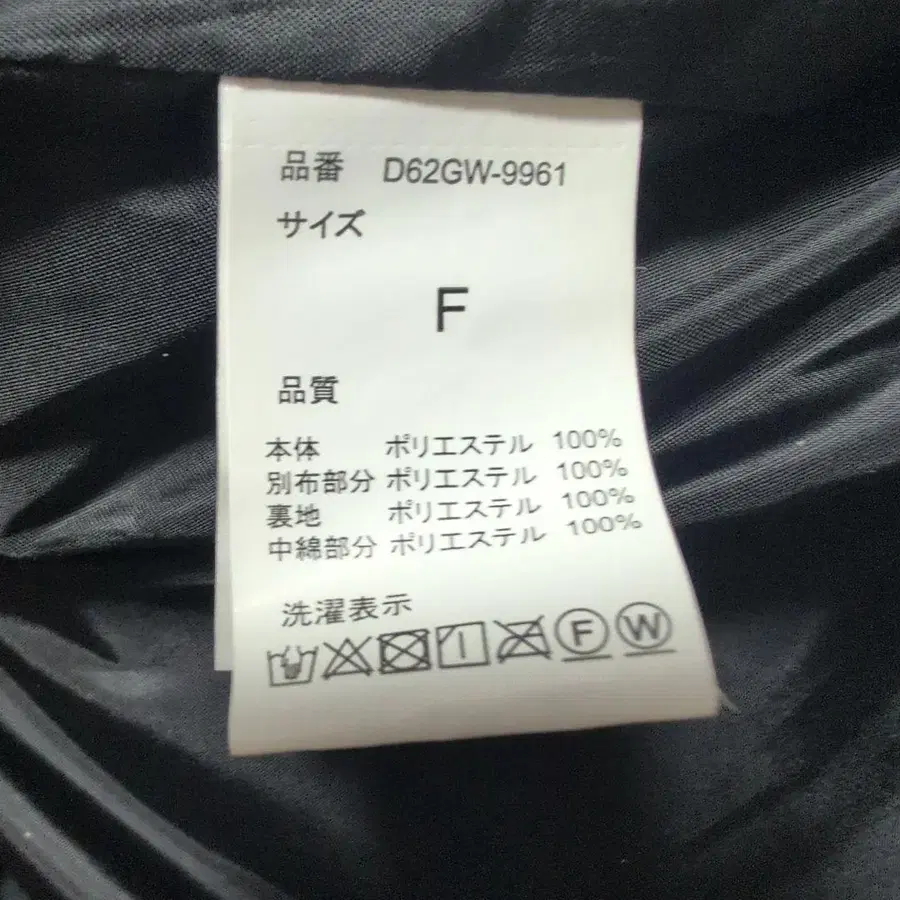 品番 D62GW-9961
サイズ
F
品質
本体 ポリエステル 100%
別布部分 ポリエステル 100%
裏地 ポリエステル 100%
中綿部分 ポリエステル 100%
洗濯表示
F W